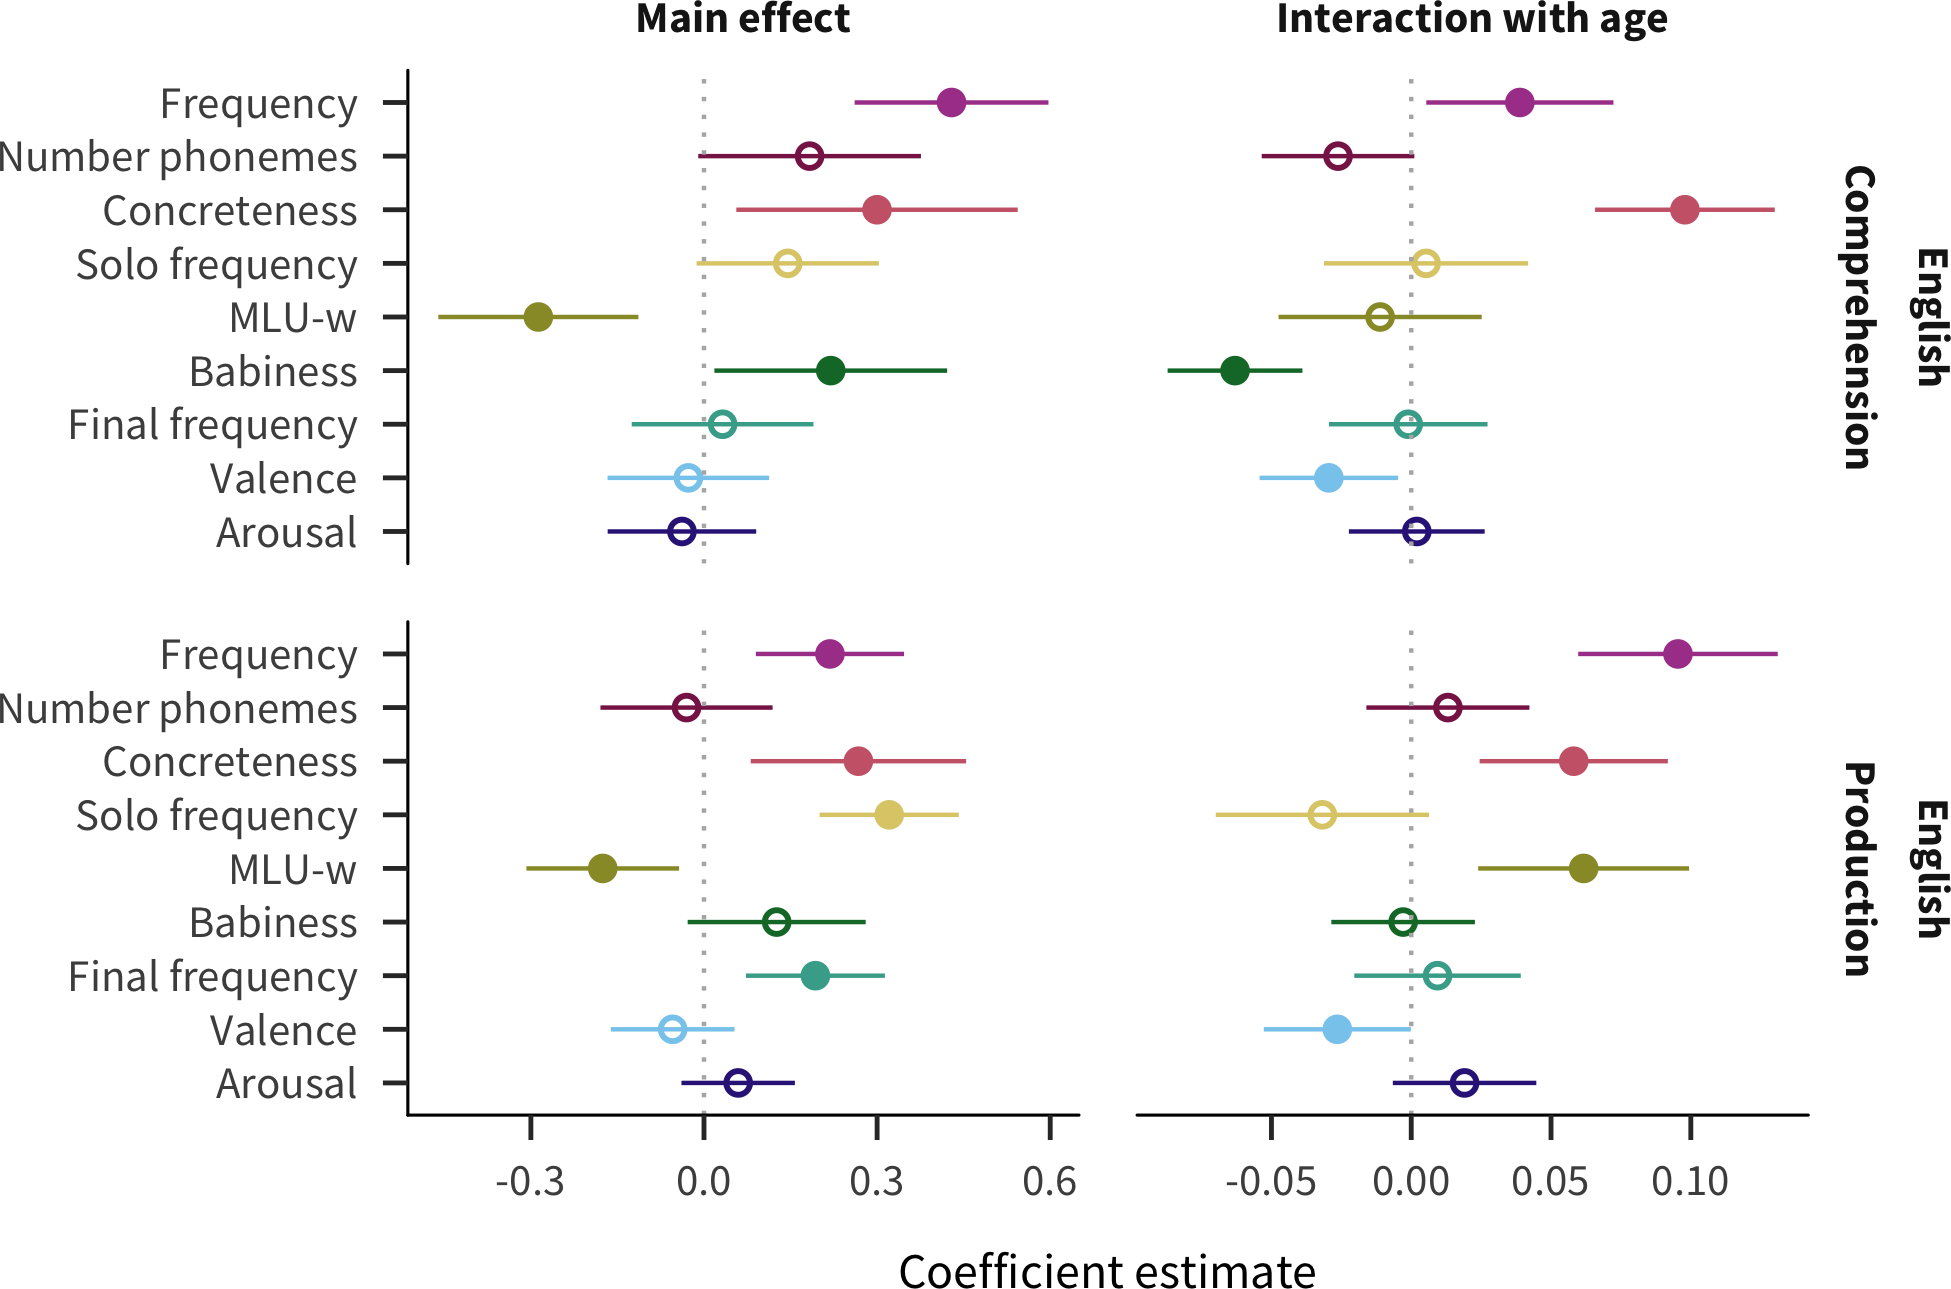 Main effect
Interaction with age
Frequency
Number phonemes
Concreteness
Solo frequency
MLU-w
Babiness
Final frequency
Valence
Arousal
English
Comprehension
Frequency
Number phonemes
Concreteness
Solo frequency
MLU-w
Babiness
Final frequency
Valence
Arousal
English
Production
-0.3 0.0 0.3 0.6
-0.05 0.00 0.05 0.10
Coefficient estimate